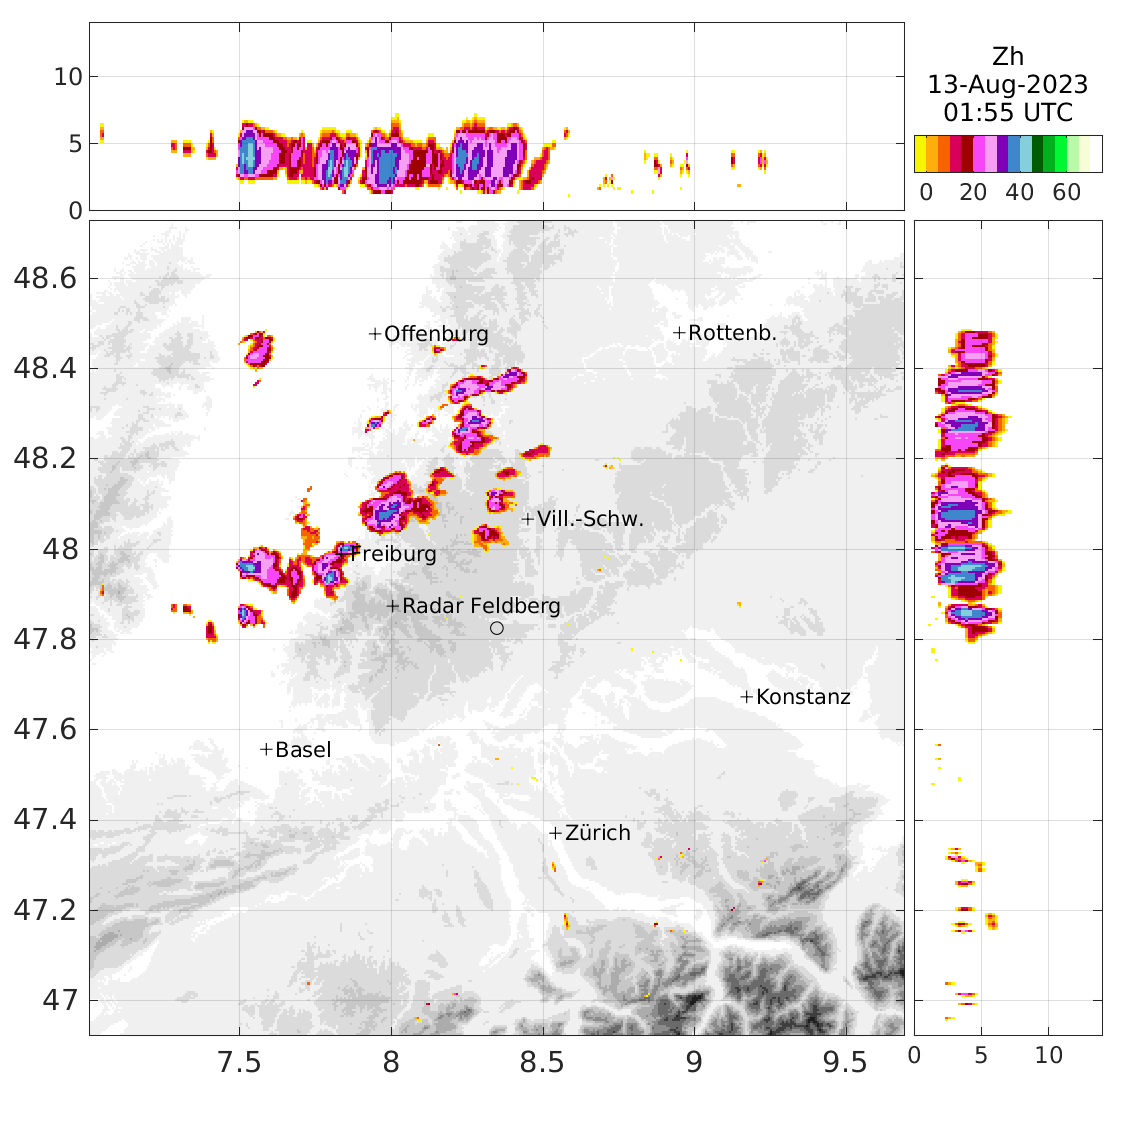 Zh
13-Aug-2023
01:55 UTC
10
5
0
0 20 40 60
48.6
48.4
48.2
48
47.8
47.6
47.4
47.2
47
Offenburg
Rottenb.
Vill.-Schw.
Freiburg
Radar Feldberg
Konstanz
Basel
Zürich
7.5 8 8.5 9 9.5
0 5 10